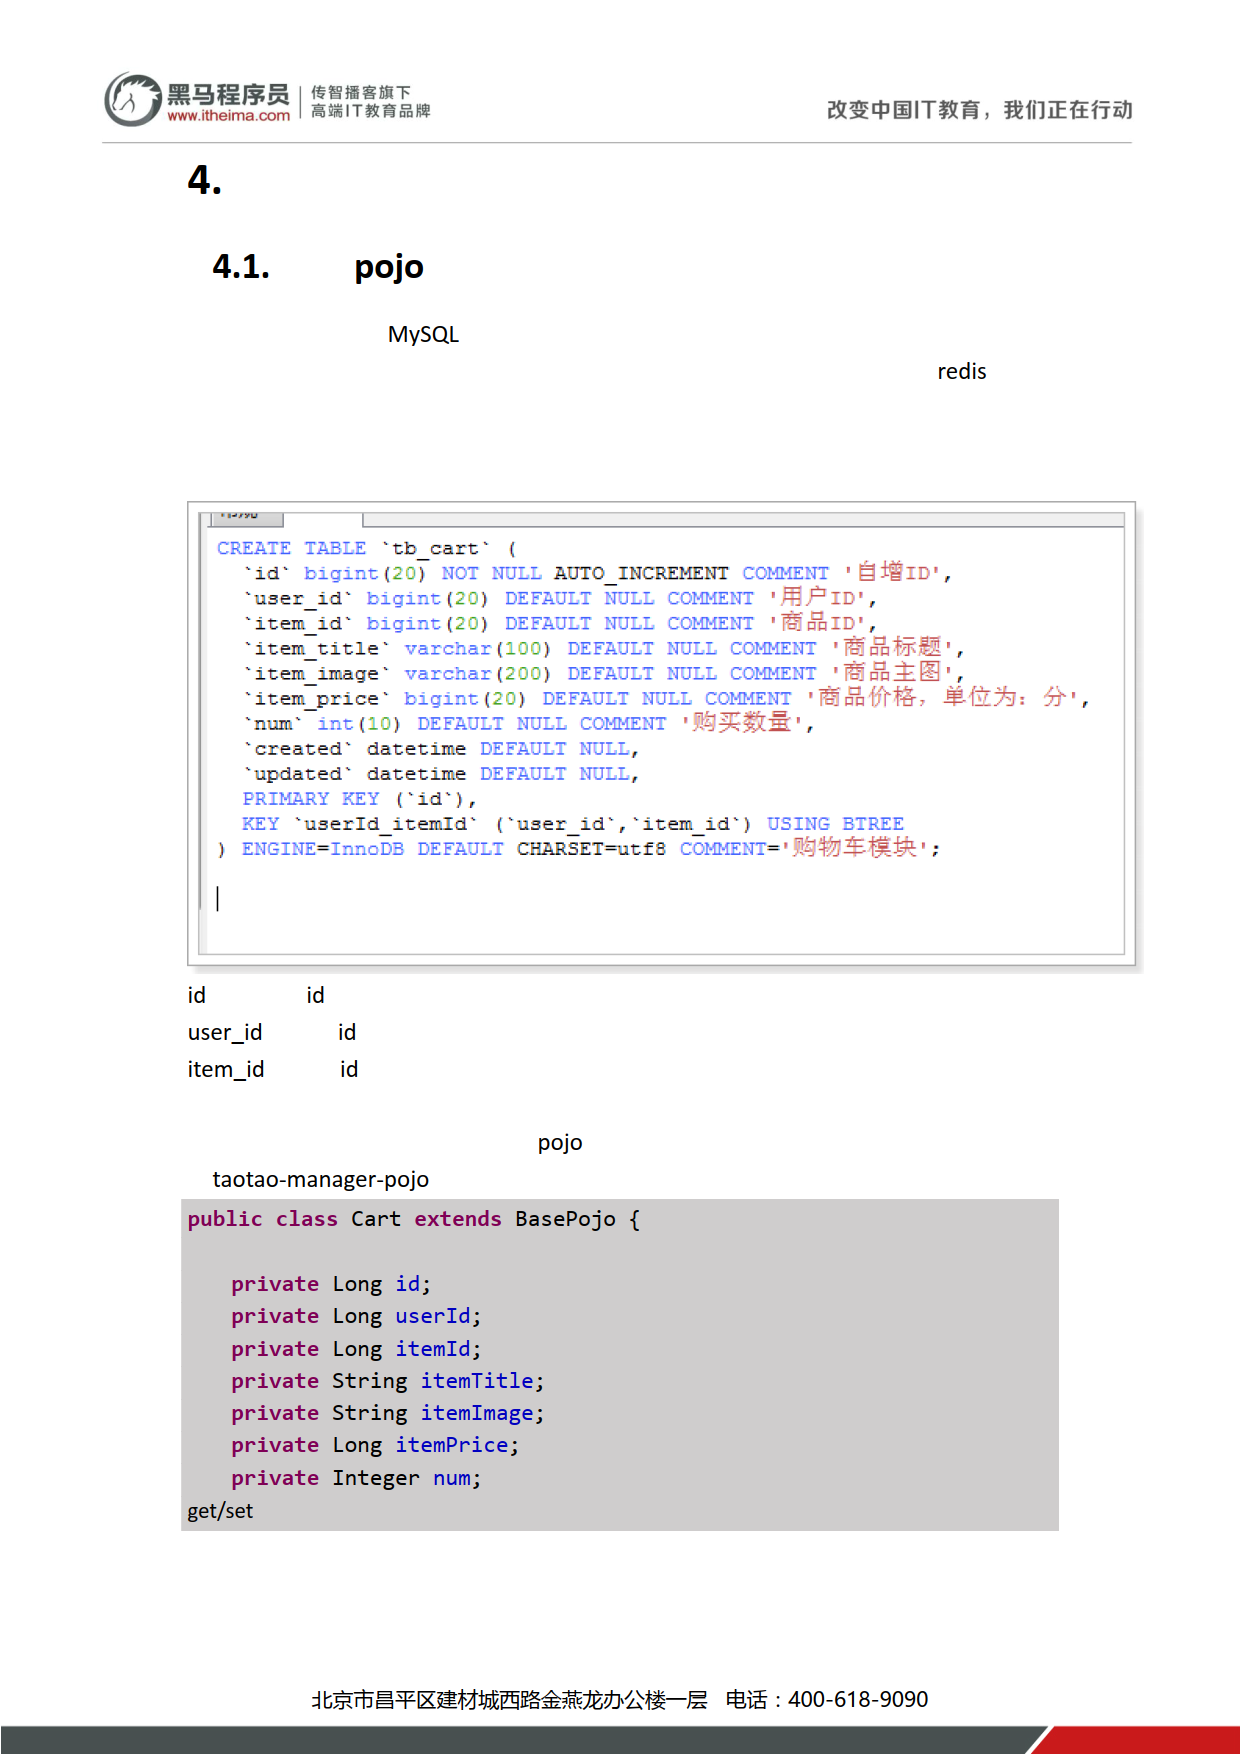 黑马程序员
www.itheima.com
传智播客旗下
高端IT教育品牌
改变中国IT教育，我们正在行动
4.
4.1. pojo
MySQL
redis
CREATE TABLE `tb_cart` (
`id` bigint(20) NOT NULL AUTO_INCREMENT COMMENT '自增ID',
`user_id` bigint(20) DEFAULT NULL COMMENT '用户ID',
`item_id` bigint(20) DEFAULT NULL COMMENT '商品ID',
`item_title` varchar(100) DEFAULT NULL COMMENT '商品标题',
`item_image` varchar(200) DEFAULT NULL COMMENT '商品主图',
`item_price` bigint(20) DEFAULT NULL COMMENT '商品价格，单位为：分',
`num` int(10) DEFAULT NULL COMMENT '购买数量',
`created` datetime DEFAULT NULL,
`updated` datetime DEFAULT NULL,
PRIMARY KEY (`id`),
KEY `userId_itemId` (`user_id`,`item_id`) USING BTREE
) ENGINE=InnoDB DEFAULT CHARSET=utf8 COMMENT='购物车模块';
id id
user_id id
item_id id
pojo
taotao-manager-pojo
public class Cart extends BasePojo {
private Long id;
private Long userId;
private Long itemId;
private String itemTitle;
private String itemImage;
private Long itemPrice;
private Integer num;
get/set
北京市昌平区建材城西路金燕龙办公楼一层 电话：400-618-9090